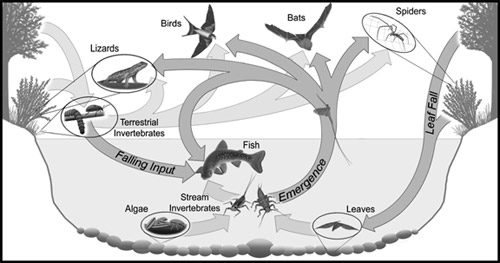 Birds
Bats
Spiders
Lizards
Terrestrial
Invertebrates
Leaf Fall
Falling Input
Fish
Emergence
Stream
Invertebrates
Algae
Leaves